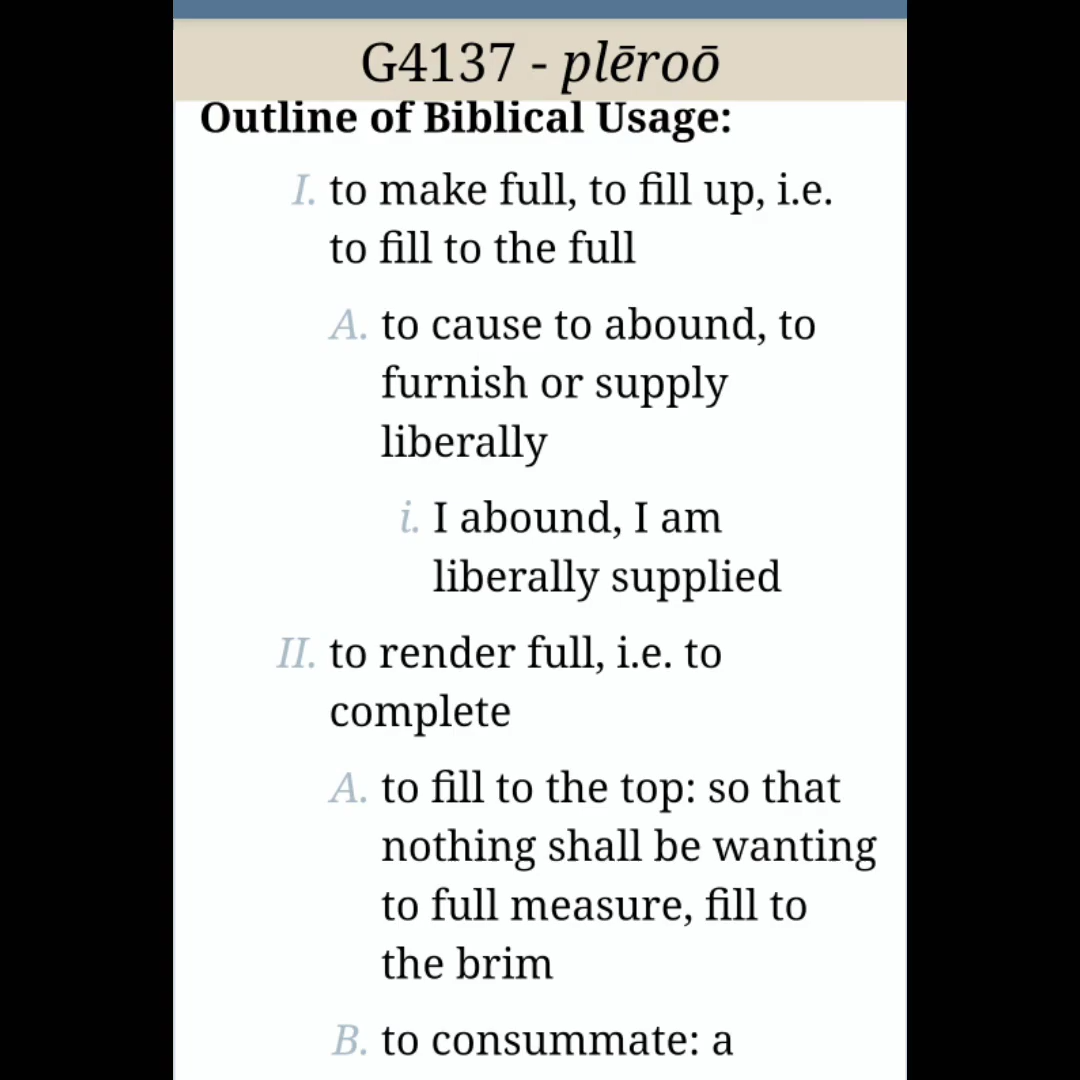 G4137 - plēroō
Outline of Biblical Usage:
I. to make full, to fill up, i.e.
to fill to the full
A. to cause to abound, to
furnish or supply
liberally
i. I abound, I am
liberally supplied
II. to render full, i.e. to
complete
A. to fill to the top: so that
nothing shall be wanting
to full measure, fill to
the brim
B. to consummate: a